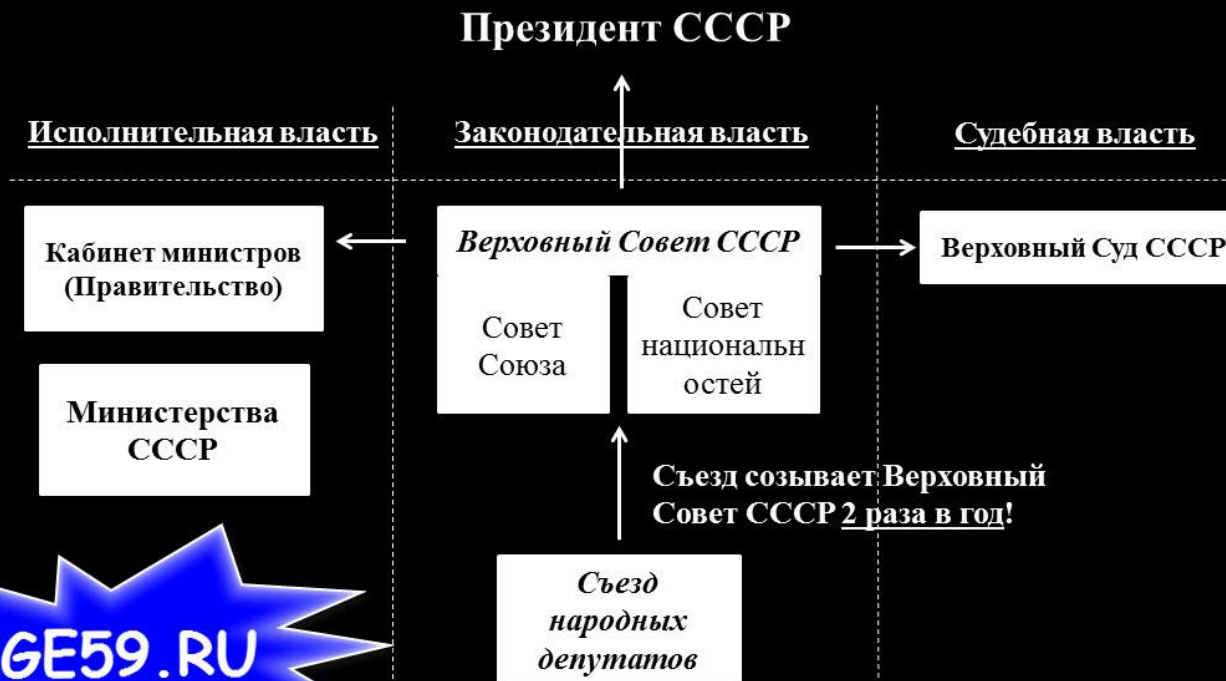 Президент СССР
Исполнительная власть
Законодательная власть
Судебная власть
Кабинет министров
(Правительство)
Верховный Совет СССР
Верховный Суд СССР
Совет
Союза
Совет
национальн
остей
Министерства
СССР
Съезд созывает Верховный
Совет СССР 2 раза в год!
Съезд
народных
депутатов
GE59.RU